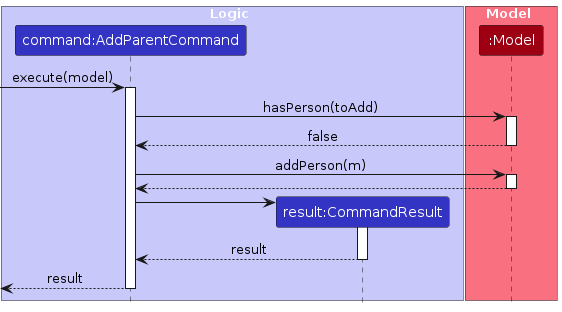 Logic
Model
command:AddParentCommand
:Model
execute(model)
hasPerson(toAdd)
false
addPerson(m)
result:CommandResult
result
result